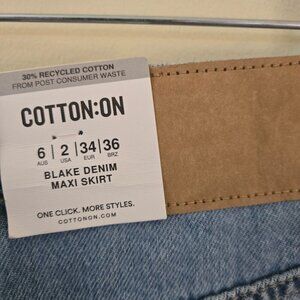 30% RECYCLED COTTON
FROM POST CONSUMER WASTE
COTTON:ON
6 | 2 | 34 | 36
AUS USA EUR BRZ
BLAKE DENIM
MAXI SKIRT
ONE CLICK. MORE STYLES.
COTTONON.COM